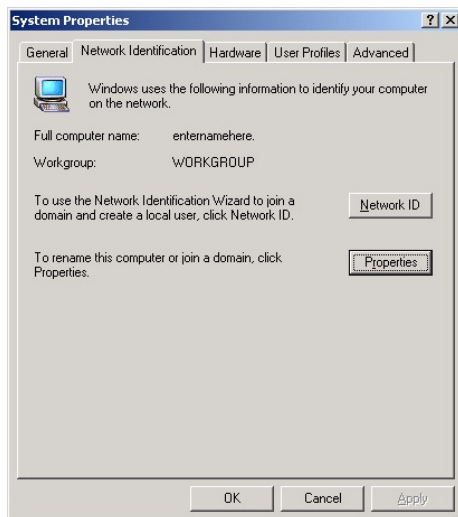 System Properties
? X
General Network Identification Hardware User Profiles Advanced
Windows uses the following information to identify your computer
on the network.
Full computer name: enternamehere.
Workgroup: WORKGROUP
To use the Network Identification Wizard to join a
domain and create a local user, click Network ID.
Network ID
To rename this computer or join a domain, click
Properties.
Properties
OK Cancel Apply